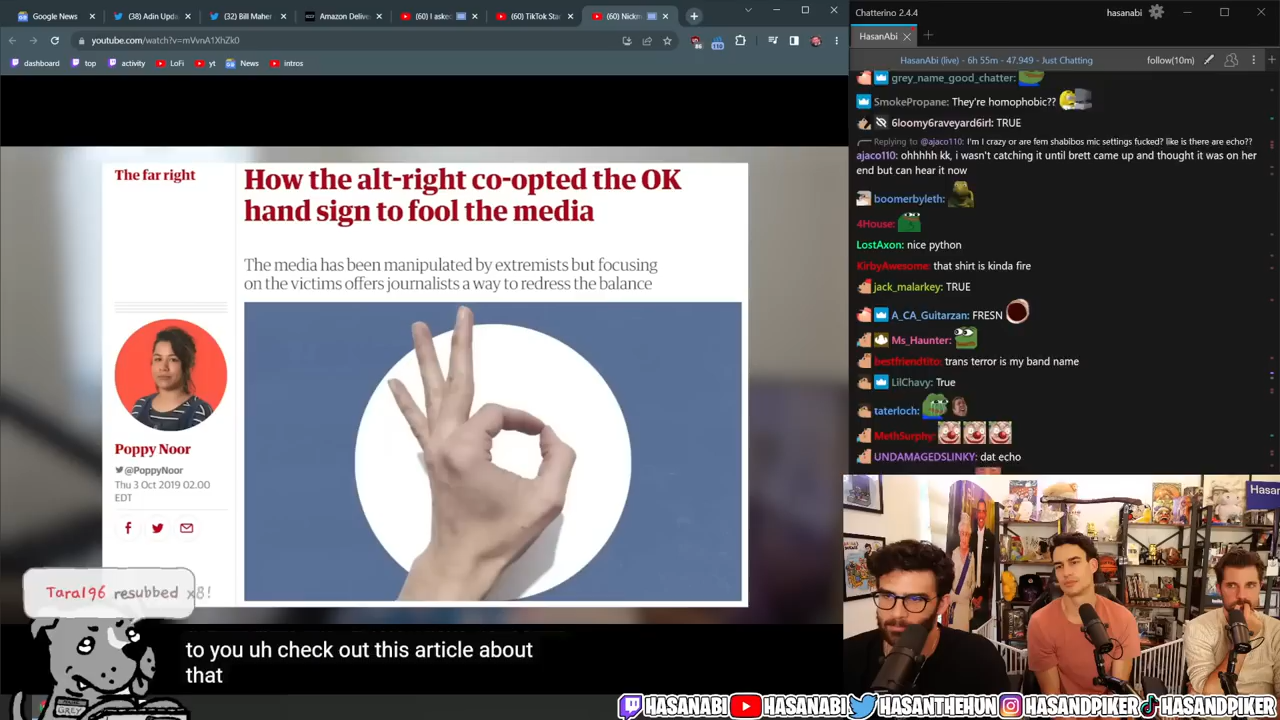 Google News
(38) Adin Upda
(32) Bill Maher
Amazon Delive
(60) I aske
(60) TikTok Star
(60) Nickm
youtube.com/watch?v=mVvnA1XhZk0
dashboard
top
activity
LoFi
yt
News
intros
The far right
How the alt-right co-opted the OK
hand sign to fool the media
The media has been manipulated by extremists but focusing
on the victims offers journalists a way to redress the balance
Poppy Noor
@PoppyNoor
Thu 3 Oct 2019 02.00
EDT
Tara196 resubbed x8!
to you uh check out this article about
that
Chatterino 2.4.4
hasanabi
HasanAbi
HasanAbi (live) - 6h 55m - 47.949 - Just Chatting
follow(10m)
grey_name_good_chatter:
SmokePropane: They're homophobic??
6loomy6raveyard6irl: TRUE
Replying to @ajaco110: I'm I crazy or are fem shabibos mic settings fucked? like is there are echo??
ajaco110: ohhhhh kk, i wasn't catching it until brett came up and thought it was on her
end but can hear it now
boomerbyleth:
4House:
LostAxon: nice python
KirbyAwesome: that shirt is kinda fire
jack_malarkey: TRUE
A_CA_Guitarzan: FRESN
Ms_Haunter:
bestfriendtito: trans terror is my band name
LilChavy: True
taterloch:
MethSurphy:
UNDAMAGEDSLINKY: dat echo
Hasan
HASANABI
HASANABI
HASANTHEHUN
HASANDPIKER
HASANDPIKER